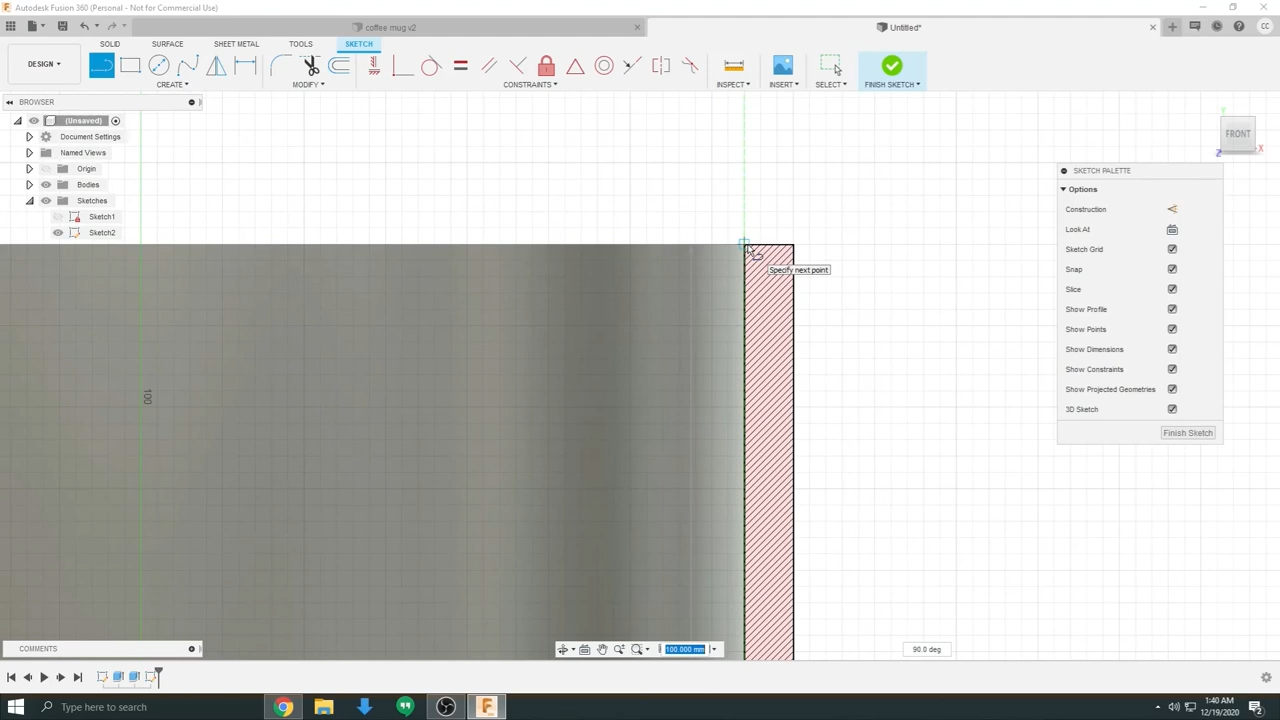 Autodesk Fusion 360 (Personal - Not for Commercial Use)
coffee mug v2
Untitled*
CC
DESIGN
SOLID
SURFACE
SHEET METAL
TOOLS
SKETCH
CREATE
MODIFY
CONSTRAINTS
INSPECT
INSERT
SELECT
FINISH SKETCH
BROWSER
(Unsaved)
Document Settings
Named Views
Origin
Bodies
Sketches
Sketch1
Sketch2
Y
FRONT
X
Z
SKETCH PALETTE
Options
Construction
Look At
Sketch Grid
Snap
Slice
Show Profile
Show Points
Show Dimensions
Show Constraints
Show Projected Geometries
3D Sketch
Finish Sketch
Specify next point
100
COMMENTS
100.000 mm
90.0 deg
Type here to search
1:40 AM
12/19/2020
2